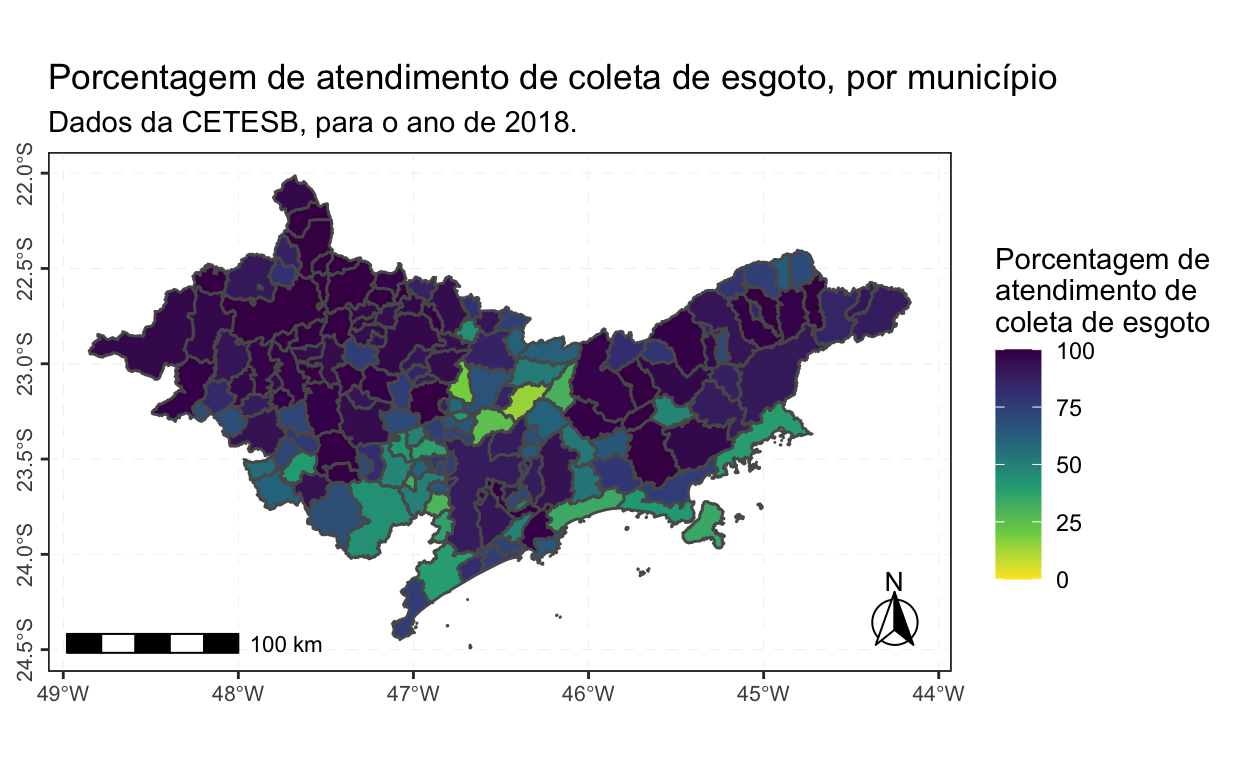 Porcentagem de atendimento de coleta de esgoto, por município
Dados da CETESB, para o ano de 2018.
22.0°S
22.5°S
23.0°S
23.5°S
24.0°S
24.5°S
49°W
48°W
47°W
46°W
45°W
44°W
100 km
N
Porcentagem de
atendimento de
coleta de esgoto
100
75
50
25
0